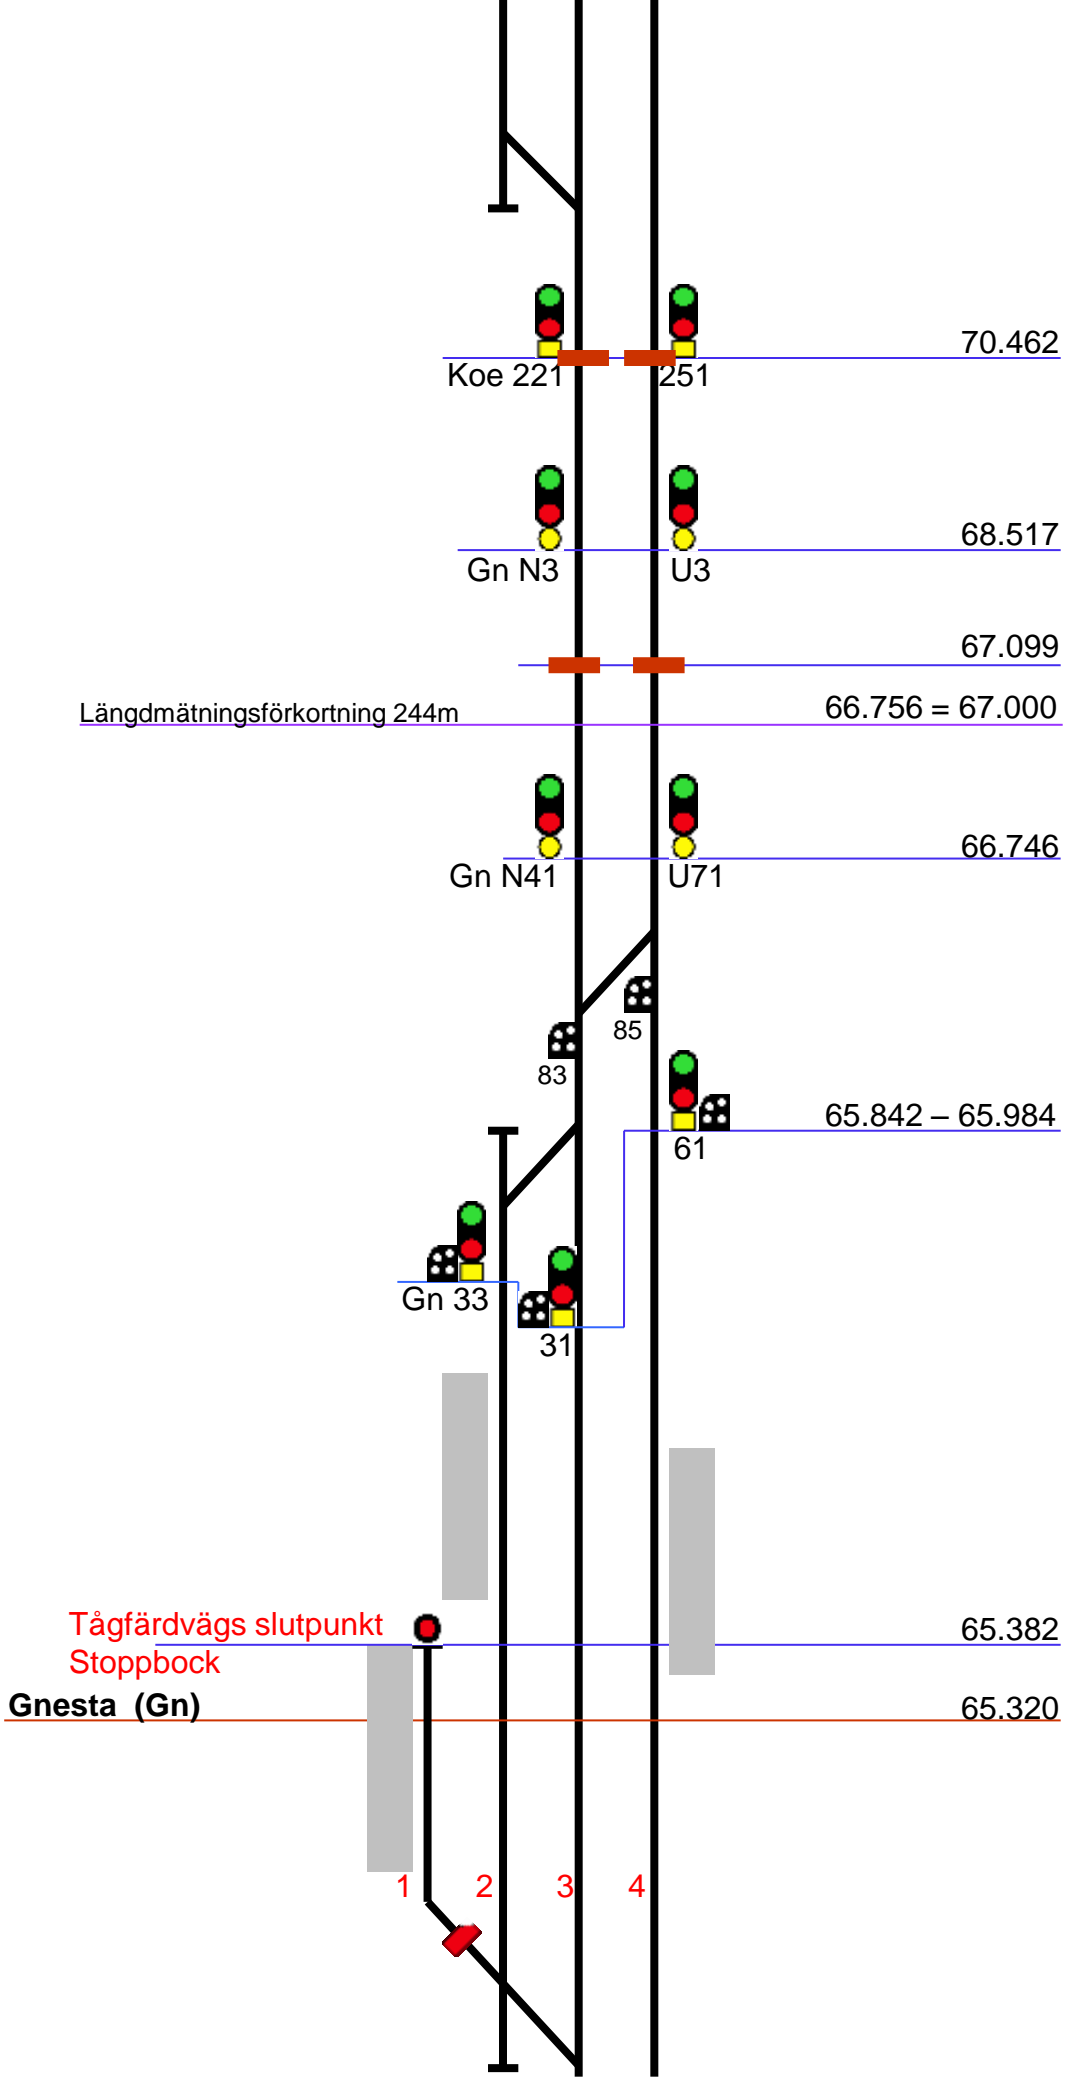 70.462
Koe 221 251
68.517
Gn N3 U3
67.099
Längdmätningsförkortning 244m 66.756 = 67.000
66.746
Gn N41 U71
85
83
65.842 – 65.984
61
Gn 33
31
Tågfärdvägs slutpunkt 65.382
Stoppbock
Gnesta (Gn) 65.320
1 2 3 4